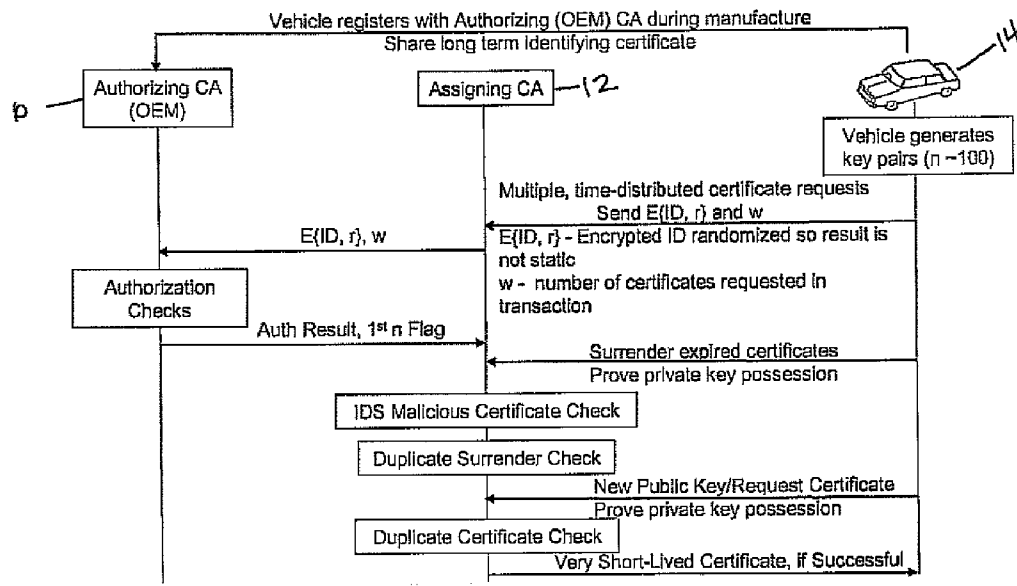 Vehicle registers with Authorizing (OEM) CA during manufacture
Share long term identifying certificate
14
Authorizing CA
(OEM)
Assigning CA
12
Vehicle generates
key pairs (n ~100)
Multiple, time-distributed certificate requests
Send E{ID, r} and w
E{ID, r}, w
E{ID, r} - Encrypted ID randomized so result is
not static
w - number of certificates requested in
transaction
Authorization
Checks
Auth Result, 1st n Flag
Surrender expired certificates
Prove private key possession
IDS Malicious Certificate Check
Duplicate Surrender Check
New Public Key/Request Certificate
Prove private key possession
Duplicate Certificate Check
Very Short-Lived Certificate, if Successful